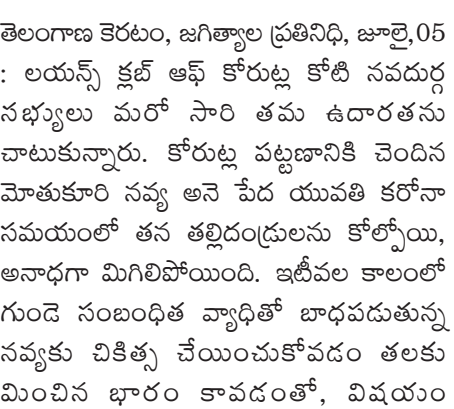 తెలంగాణ కెరటం, జగిత్యాల ప్రతినిధి, జూలై,05
: లయన్స్ క్లబ్ ఆఫ్ కోరుట్ల కోటి నవదుర్గ
నభ్యులు మరో సారి తమ ఉదారతను
చాటుకున్నారు. కోరుట్ల పట్టణానికి చెందిన
మోతుకూరి నవ్య అనె పేద యువతి కరోనా
సమయంలో తన తల్లిదండ్రులను కోల్పోయి,
అనాధగా మిగిలిపోయింది. ఇటీవల కాలంలో
గుండె సంబంధిత వ్యాధితో బాధపడుతున్న
నవ్యకు చికిత్స చేయించుకోవడం తలకు
మించిన భారం కావడంతో, విషయం